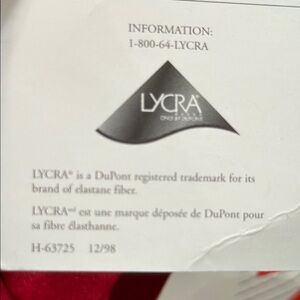 INFORMATION:
1-800-64-LYCRA
LYCRA®
ONLY BY DUPONT
LYCRA® is a DuPont registered trademark for its
brand of elastane fiber.
LYCRAᵐᵈ est une marque déposée de DuPont pour
sa fibre élasthanne.
H-63725 12/98